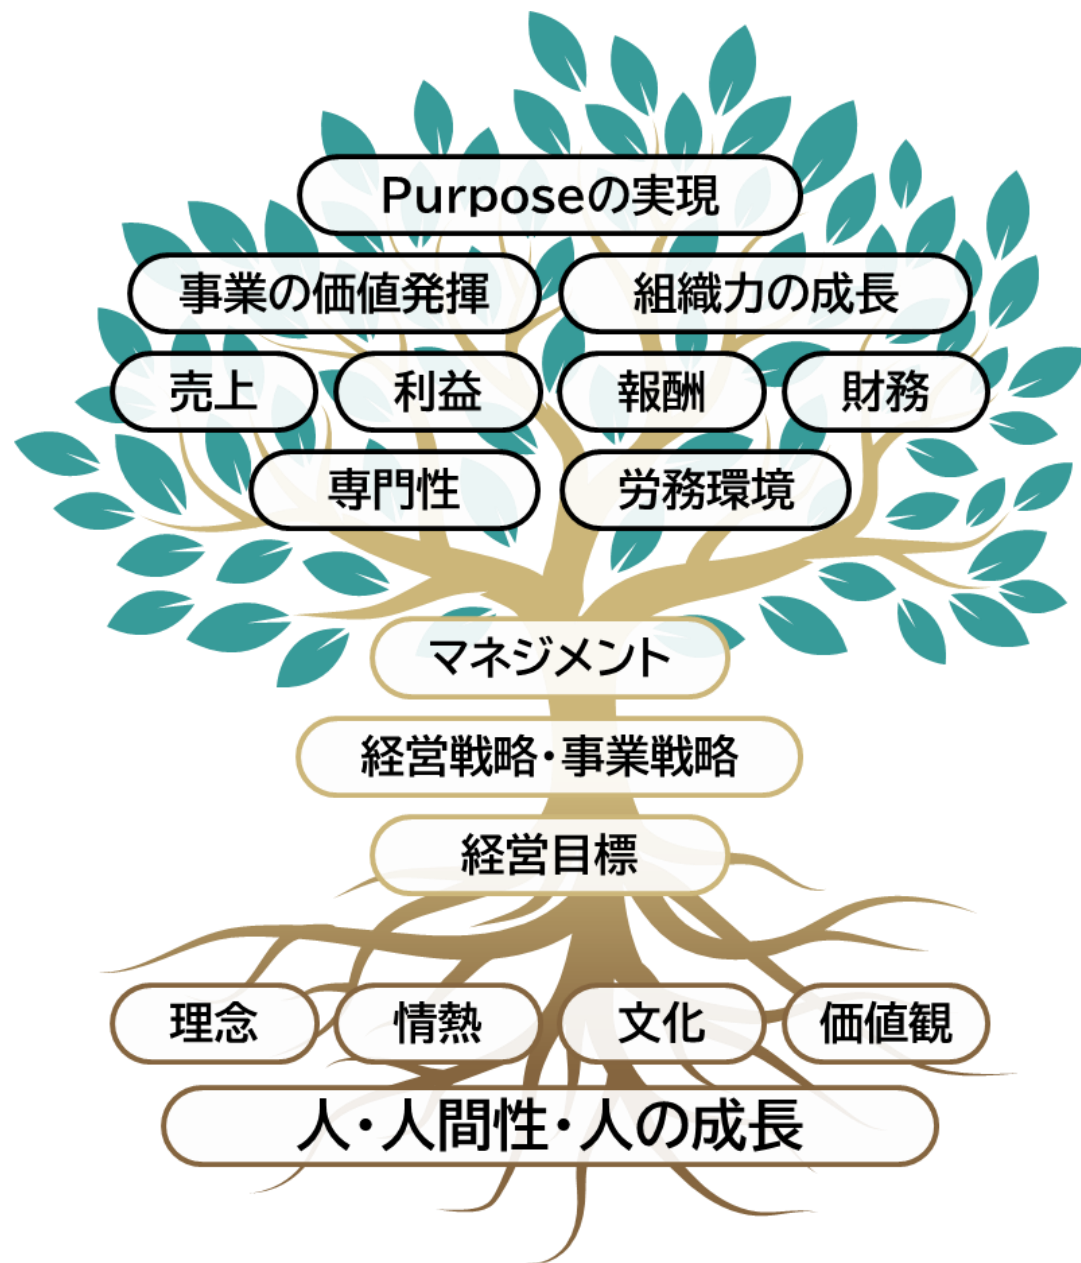 Purposeの実現
事業の価値発揮 組織力の成長
売上 利益 報酬 財務
専門性 労務環境
マネジメント
経営戦略・事業戦略
経営目標
理念 情熱 文化 価値観
人・人間性・人の成長